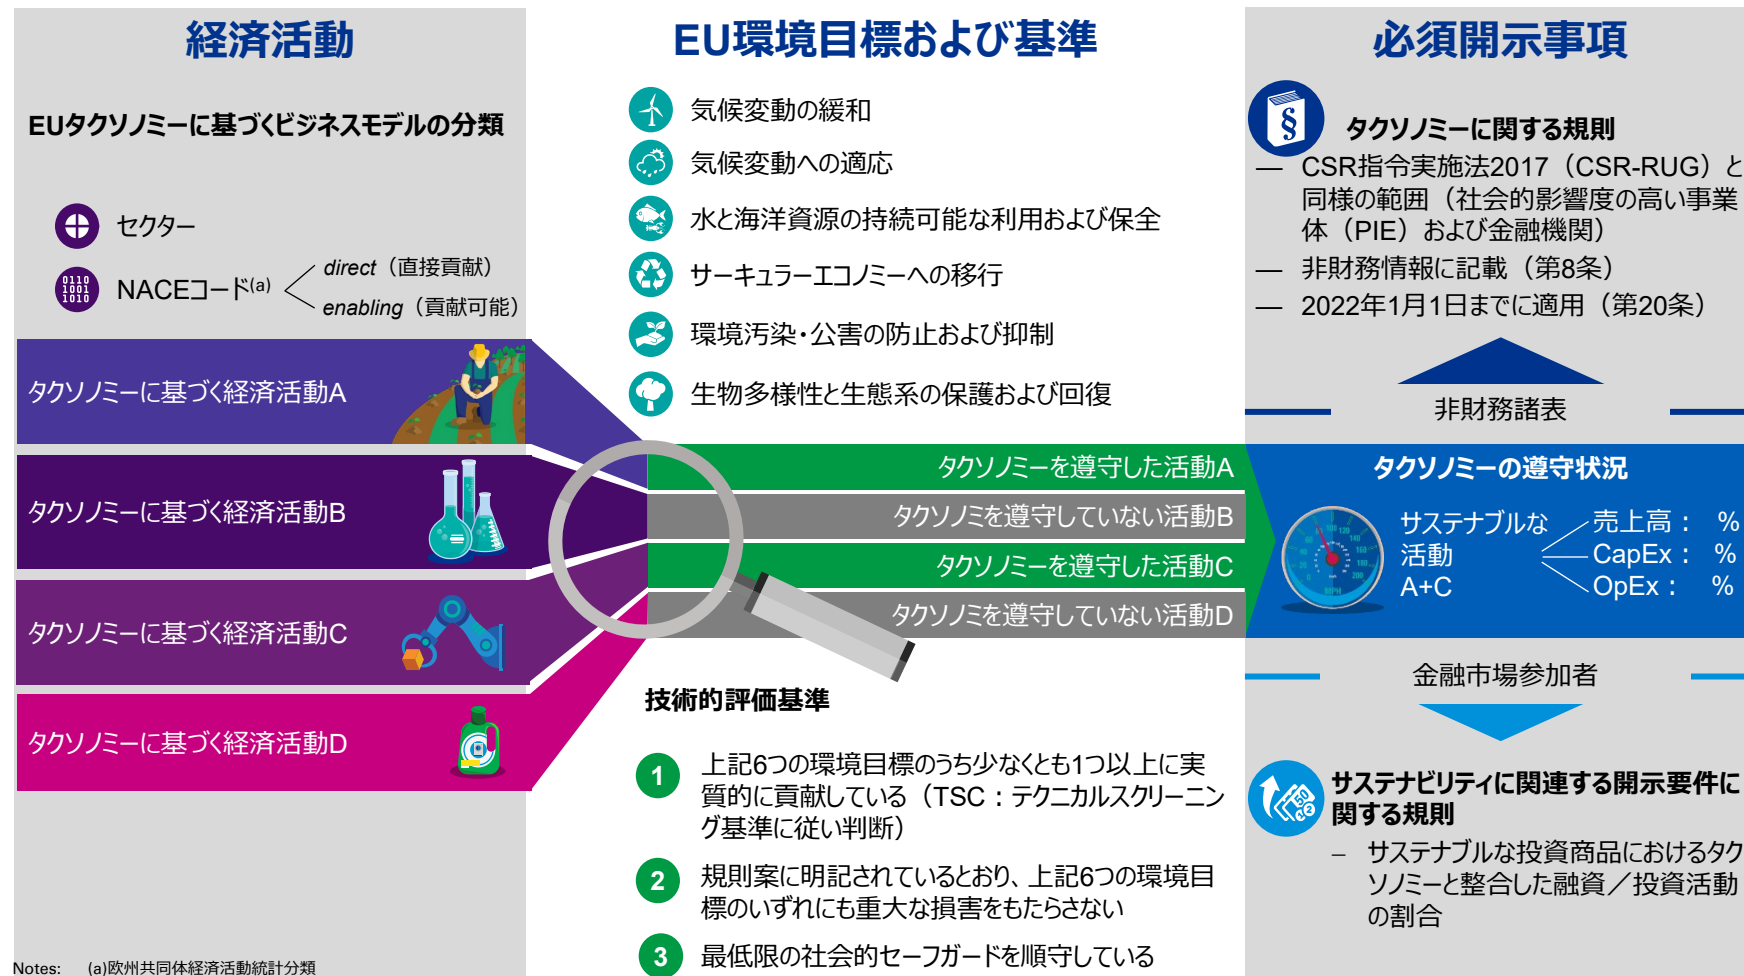 経済活動
EUタクソノミーに基づくビジネスモデルの分類
セクター
0110
1001
1010
NACEコード(a)
direct（直接貢献）
enabling（貢献可能）
タクソノミーに基づく経済活動A
タクソノミーに基づく経済活動B
タクソノミーに基づく経済活動C
タクソノミーに基づく経済活動D
Notes: (a)欧州共同体経済活動統計分類
EU環境目標および基準
気候変動の緩和
気候変動への適応
水と海洋資源の持続可能な利用および保全
サーキュラーエコノミーへの移行
環境汚染・公害の防止および抑制
生物多様性と生態系の保護および回復
タクソノミーを遵守した活動A
タクソノミを遵守していない活動B
タクソノミーを遵守した活動C
タクソノミを遵守していない活動D
技術的評価基準
1 上記6つの環境目標のうち少なくとも1つ以上に実
質的に貢献している（TSC：テクニカルスクリーニン
グ基準に従い判断）
2 規則案に明記されているとおり、上記6つの環境目
標のいずれにも重大な損害をもたらさない
3 最低限の社会的セーフガードを順守している
必須開示事項
§
タクソノミーに関する規則
— CSR指令実施法2017（CSR-RUG）と
同様の範囲（社会的影響度の高い事業
体（PIE）および金融機関）
— 非財務情報に記載（第8条）
— 2022年1月1日までに適用（第20条）
非財務諸表
タクソノミーの遵守状況
サステナブルな
活動
A+C
売上高： %
CapEx： %
OpEx： %
MPH
金融市場参加者
サステナビリティに関連する開示要件に
関する規則
– サステナブルな投資商品におけるタク
ソノミーと整合した融資／投資活動
の割合